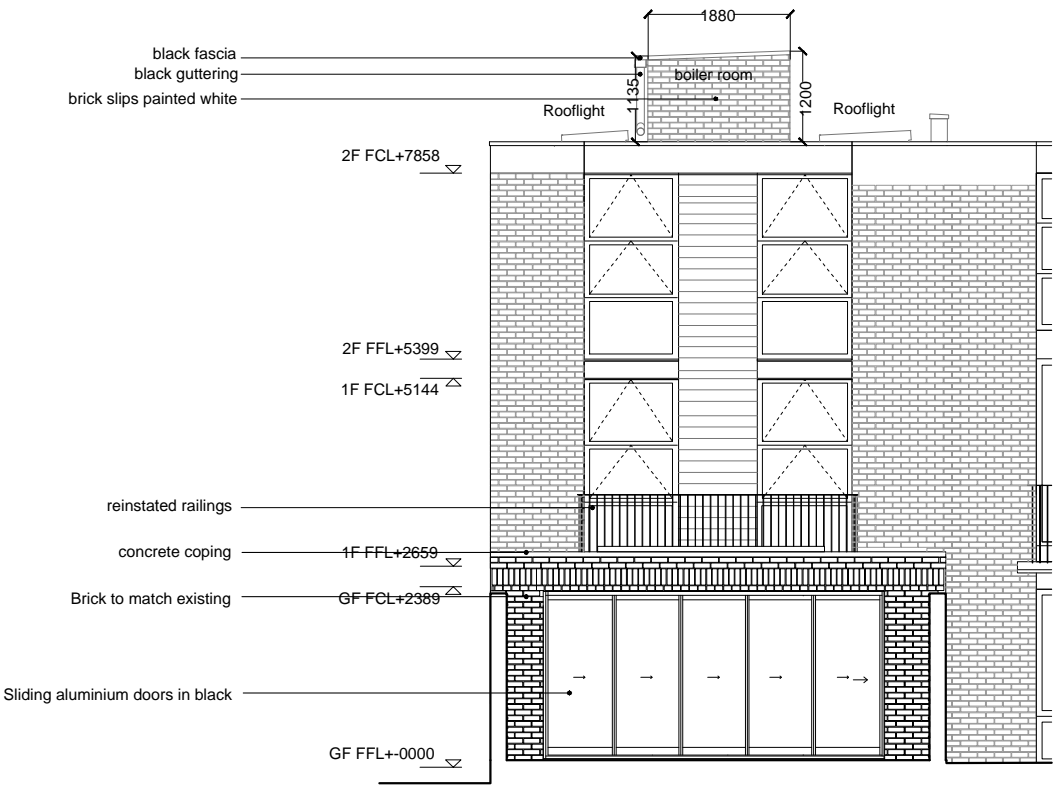 1880
black fascia
black guttering
boiler room
brick slips painted white
1135
1200
Rooflight
Rooflight
2F FCL+7858
2F FFL+5399
1F FCL+5144
reinstated railings
concrete coping
1F FFL+2659
Brick to match existing
GF FCL+2389
Sliding aluminium doors in black
GF FFL+-0000